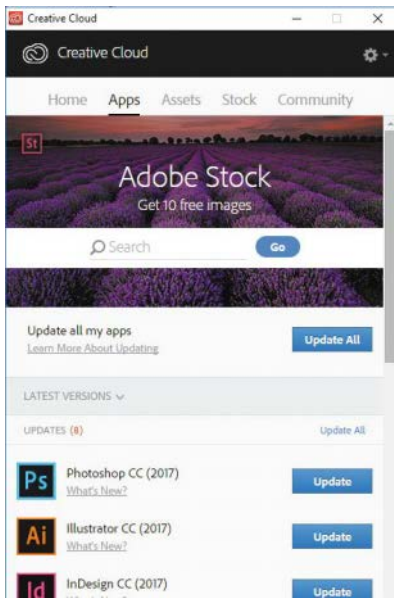 Creative Cloud
Creative Cloud
Home Apps Assets Stock Community
St
Adobe Stock
Get 10 free images
Search Go
Update all my apps
Learn More About Updating
Update All
LATEST VERSIONS
UPDATES (8) Update All
Ps
Photoshop CC (2017)
What's New?
Update
Ai
Illustrator CC (2017)
What's New?
Update
Id
InDesign CC (2017)
What's New?
Update